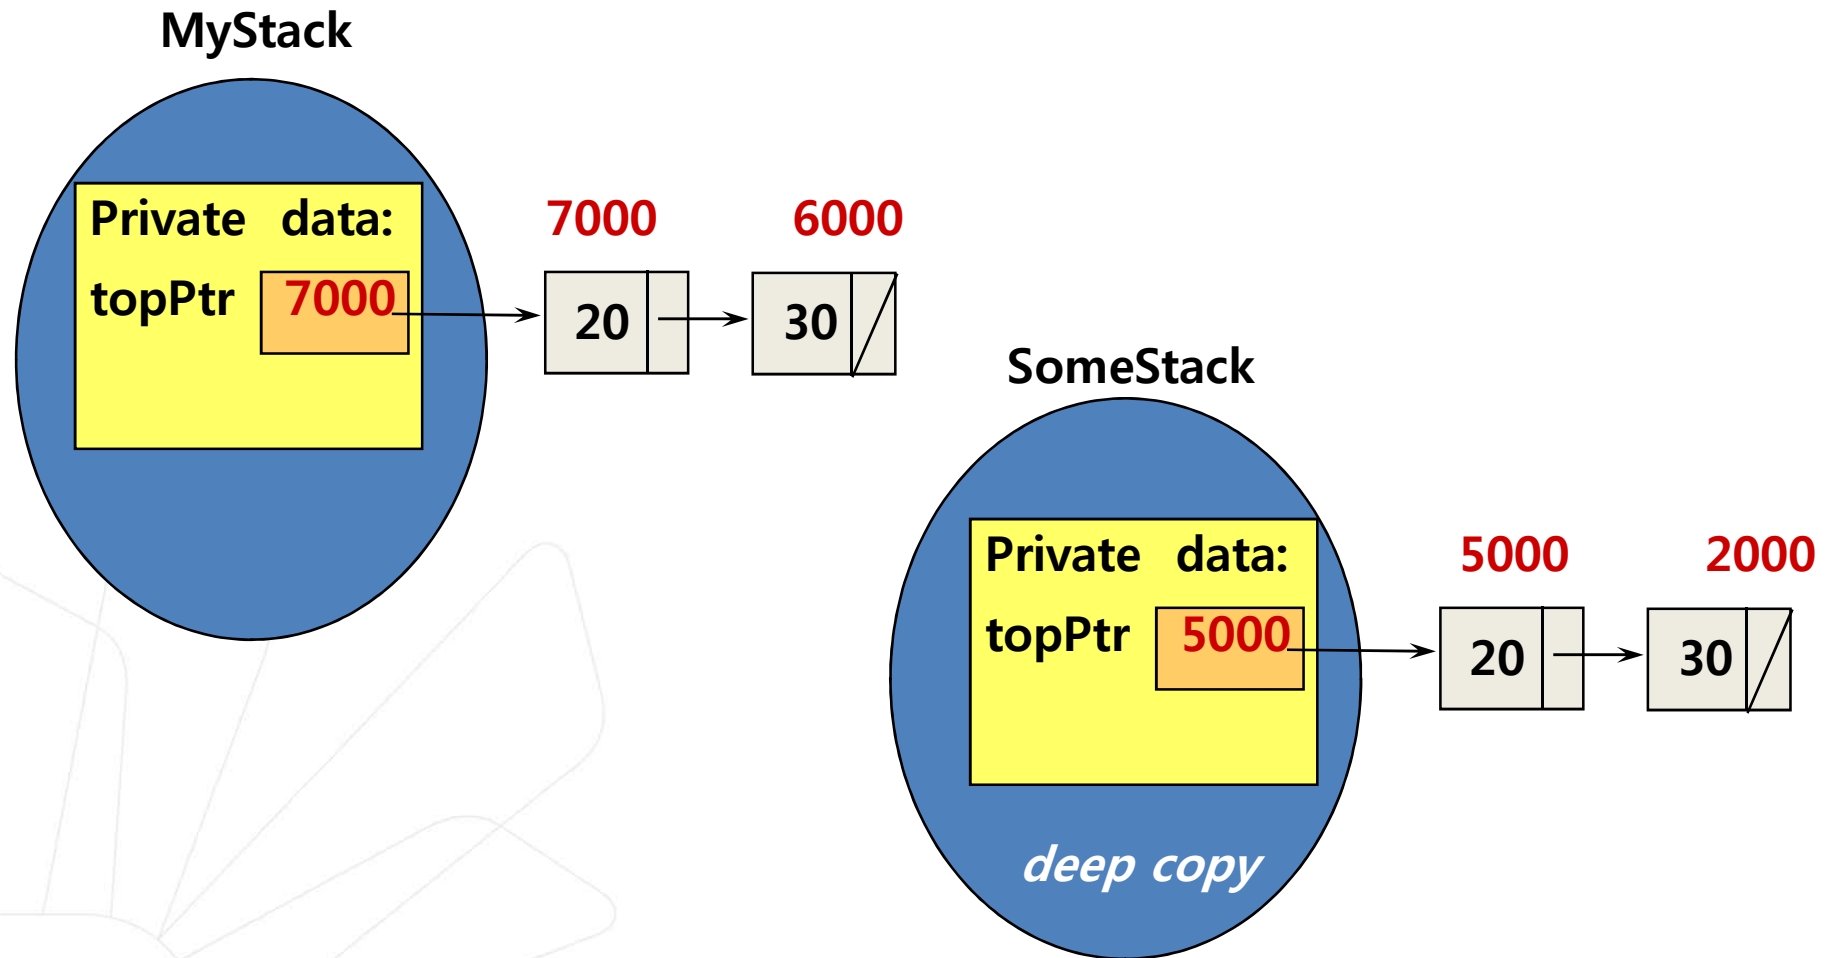 MyStack
Private data:
topPtr 7000
7000 6000
20 30
SomeStack
Private data:
topPtr 5000
5000 2000
20 30
deep copy